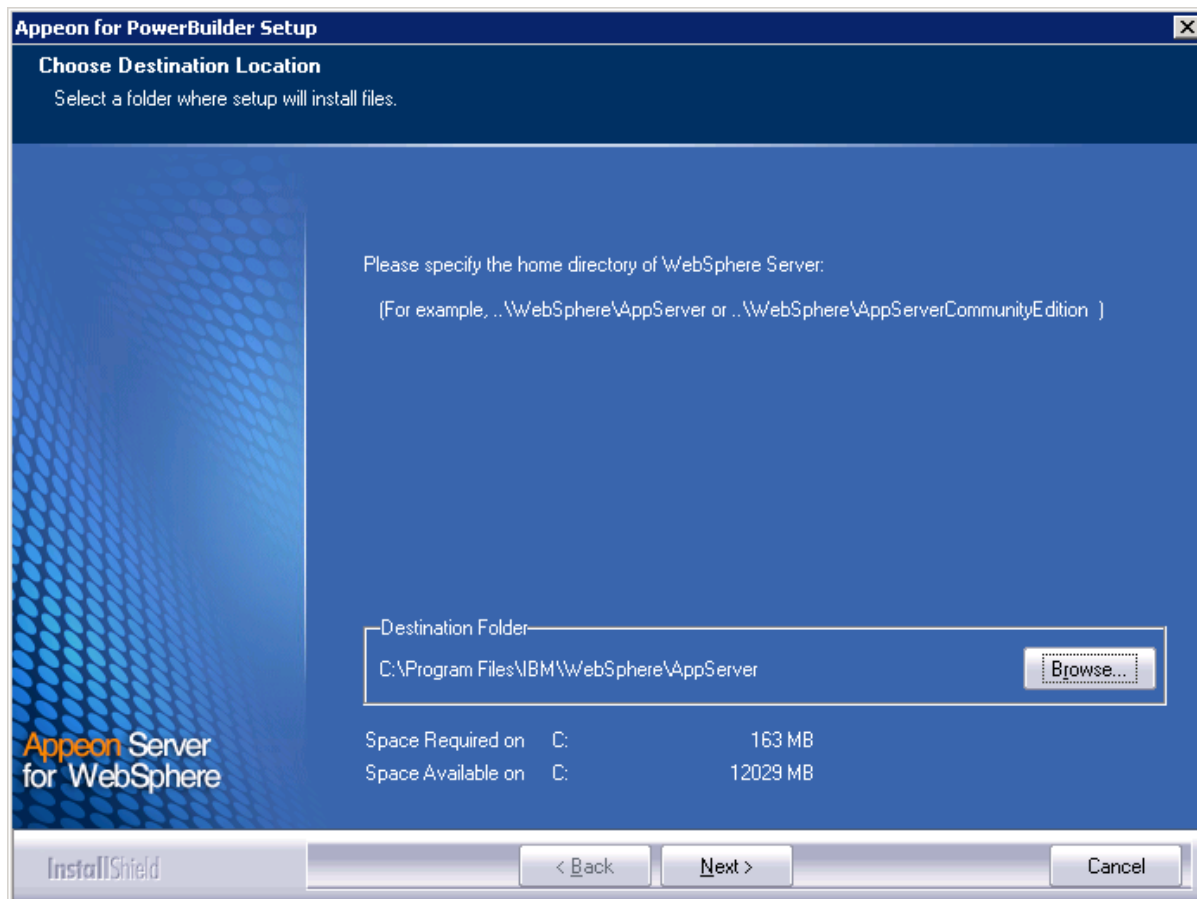 Appeon for PowerBuilder Setup
Choose Destination Location
Select a folder where setup will install files.
Please specify the home directory of WebSphere Server:
(For example, ..\WebSphere\AppServer or ..\WebSphere\AppServerCommunityEdition )
Destination Folder
C:\Program Files\IBM\WebSphere\AppServer
Browse...
Space Required on C: 163 MB
Space Available on C: 12029 MB
Appeon Server
for WebSphere
InstallShield
< Back
Next >
Cancel